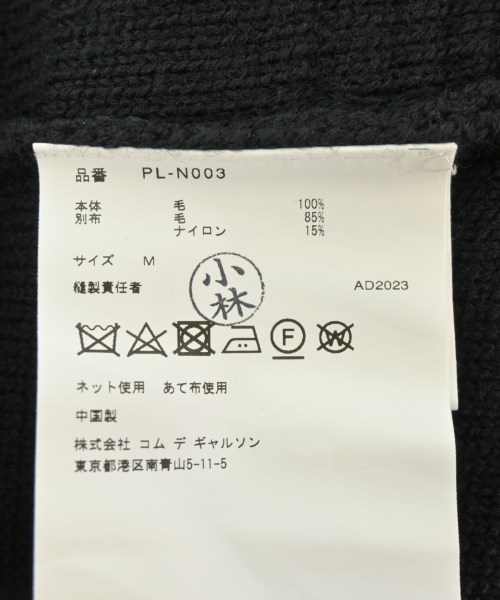 品番 PL-N003
本体 毛 100%
別布 毛 85%
ナイロン 15%
サイズ M
縫製責任者 小林 AD2023
F W
ネット使用 あて布使用
中国製
株式会社 コム デ ギャルソン
東京都港区南青山5-11-5